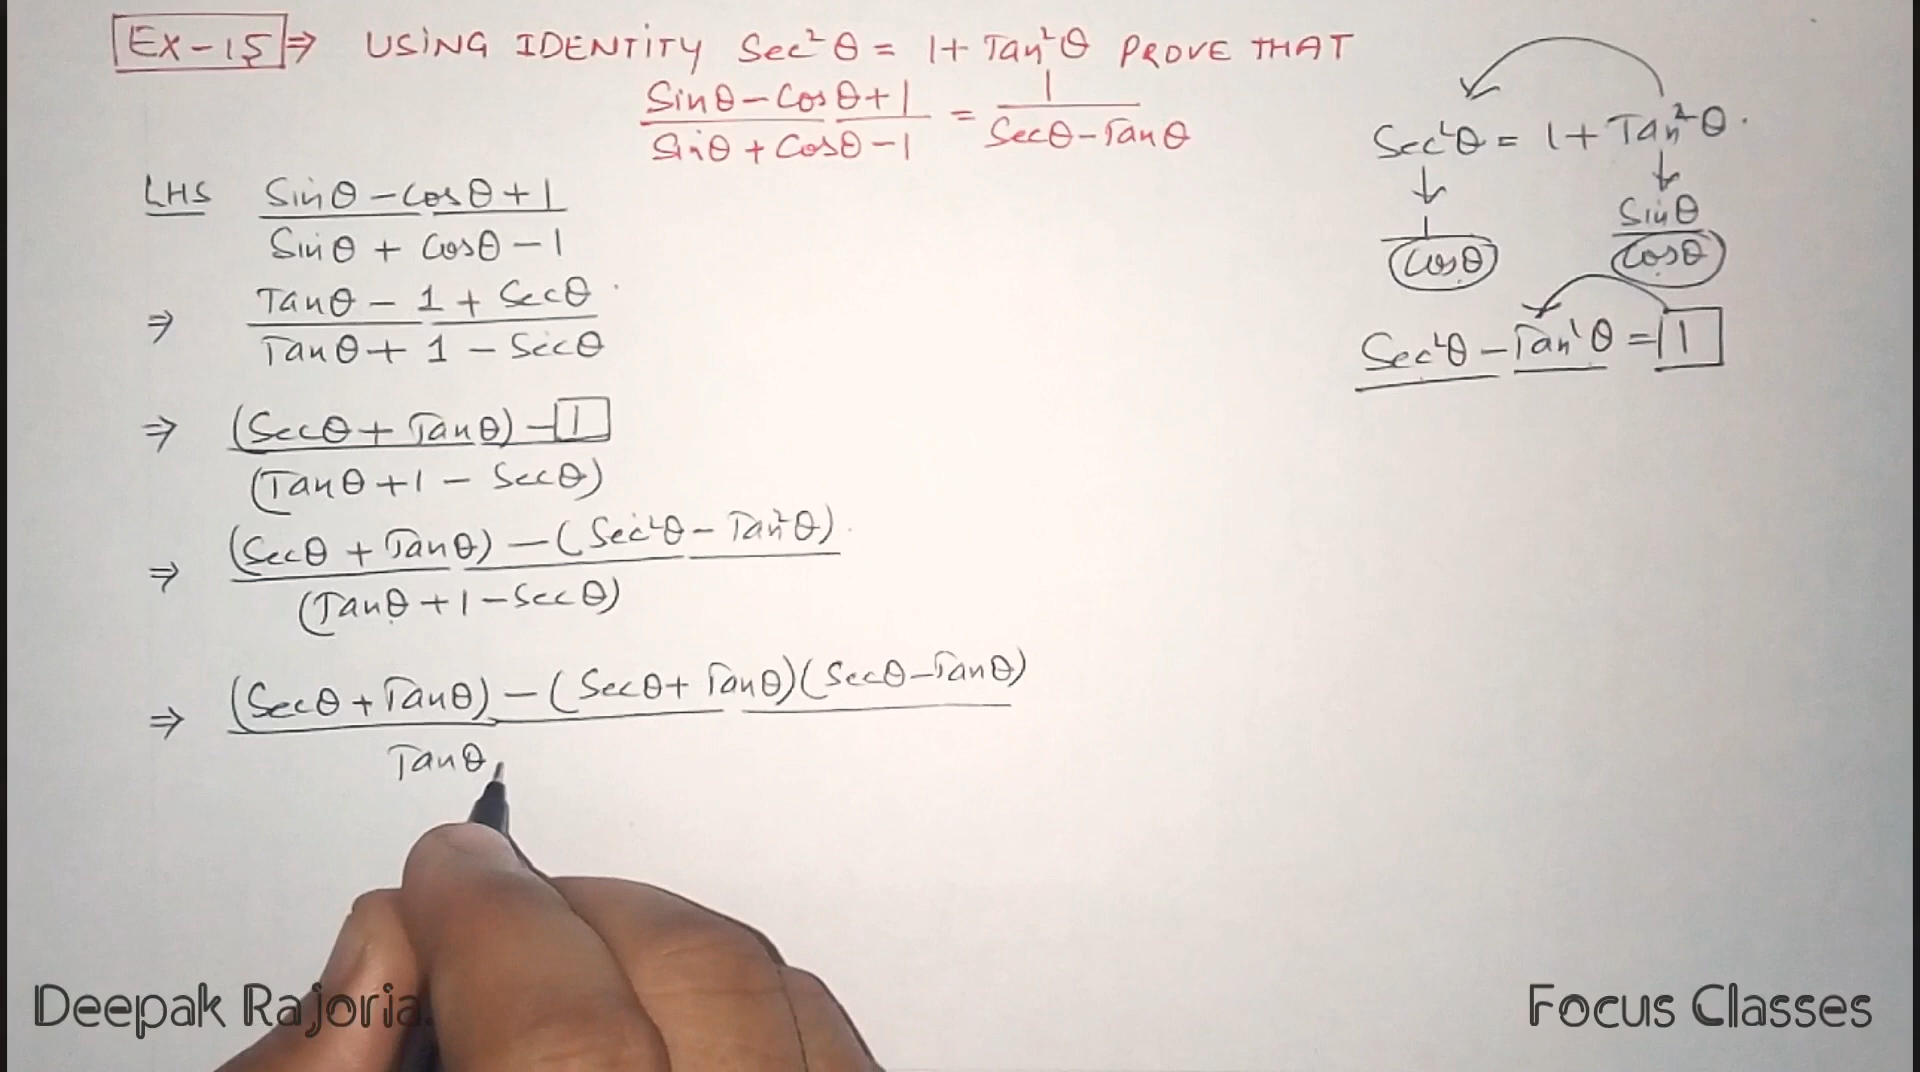 EX-15 ⇒ USING IDENTITY Sec²θ = 1 + Tan²θ PROVE THAT
Sinθ - Cosθ + 1 / Sinθ + Cosθ - 1 = 1 / Secθ - Tanθ
LHS Sinθ - Cosθ + 1
Sinθ + Cosθ - 1
⇒ Tanθ - 1 + Secθ
Tanθ + 1 - Secθ
⇒ (Secθ + Tanθ) - 1
(Tanθ + 1 - Secθ)
⇒ (Secθ + Tanθ) - (Sec²θ - Tan²θ)
(Tanθ + 1 - Secθ)
⇒ (Secθ + Tanθ) - (Secθ + Tanθ)(Secθ - Tanθ)
Tanθ
Sec²θ = 1 + Tan²θ.
↓ ↓
1 / Cosθ Sinθ / Cosθ
Sec²θ - Tan²θ = 1
Deepak Rajoria
Focus Classes